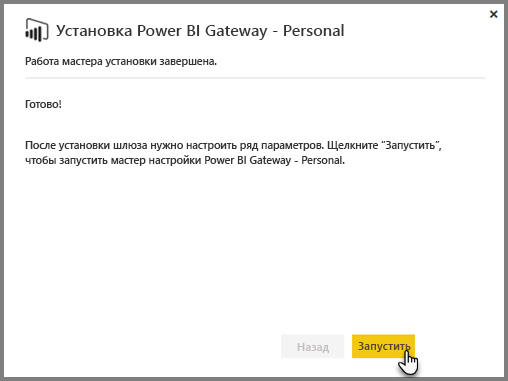 Установка Power BI Gateway - Personal
Работа мастера установки завершена.
Готово!
После установки шлюза нужно настроить ряд параметров. Щелкните “Запустить”,
чтобы запустить мастер настройки Power BI Gateway - Personal.
Назад
Запустить